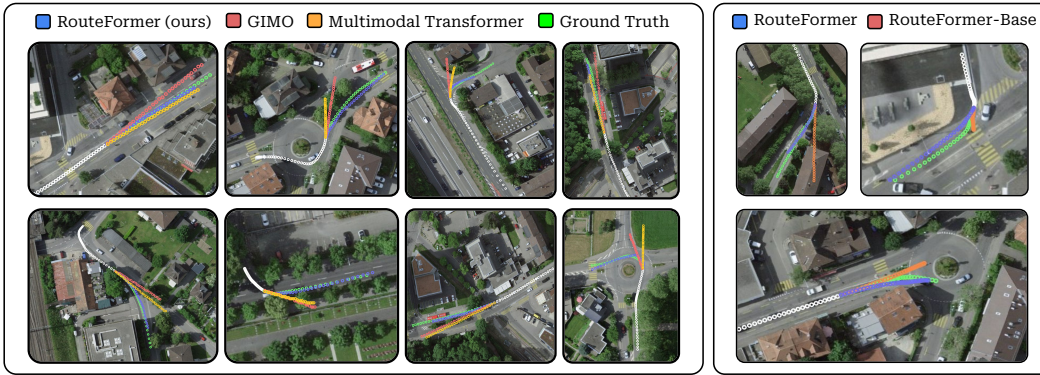 RouteFormer (ours) GIMO Multimodal Transformer Ground Truth
RouteFormer RouteFormer-Base